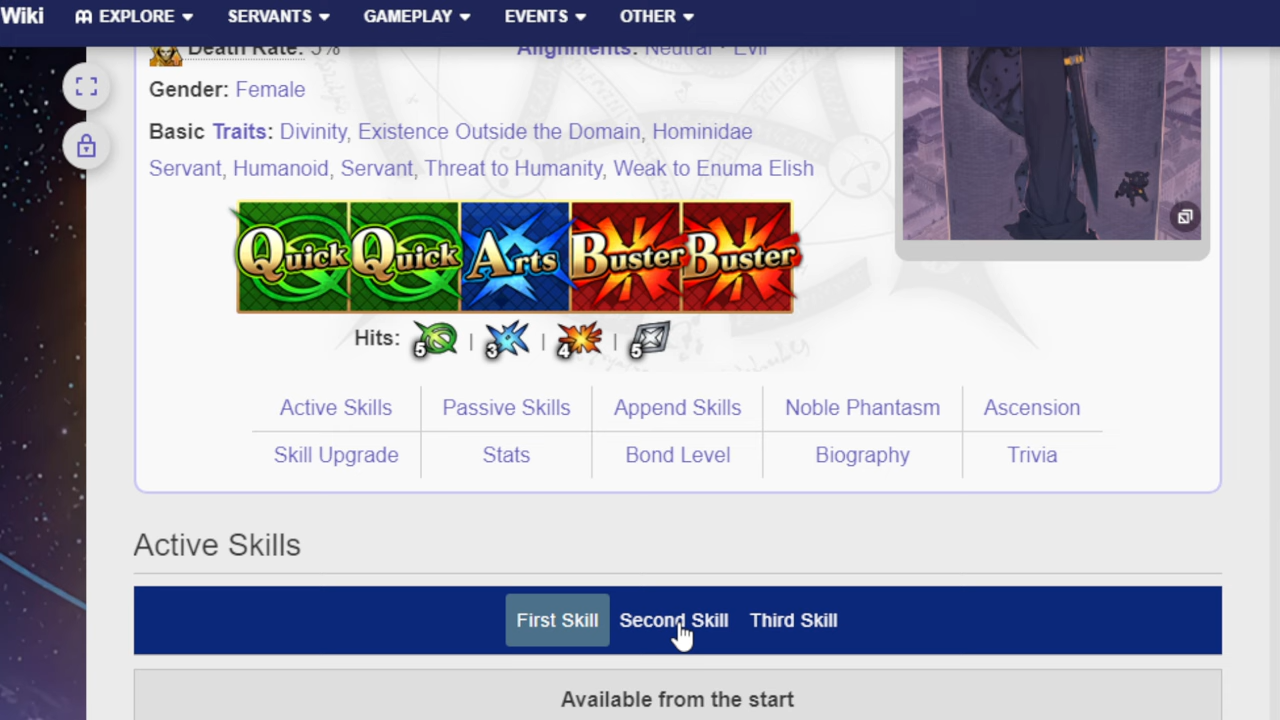 Wiki EXPLORE SERVANTS GAMEPLAY EVENTS OTHER
Death Rate: 5% Alignments: Neutral · Evil
Gender: Female
Basic Traits: Divinity, Existence Outside the Domain, Hominidae
Servant, Humanoid, Servant, Threat to Humanity, Weak to Enuma Elish
Quick Quick Arts Buster Buster
Hits: 5 | 3 | 4 | 5
Active Skills Passive Skills Append Skills Noble Phantasm Ascension
Skill Upgrade Stats Bond Level Biography Trivia
Active Skills
First Skill Second Skill Third Skill
Available from the start